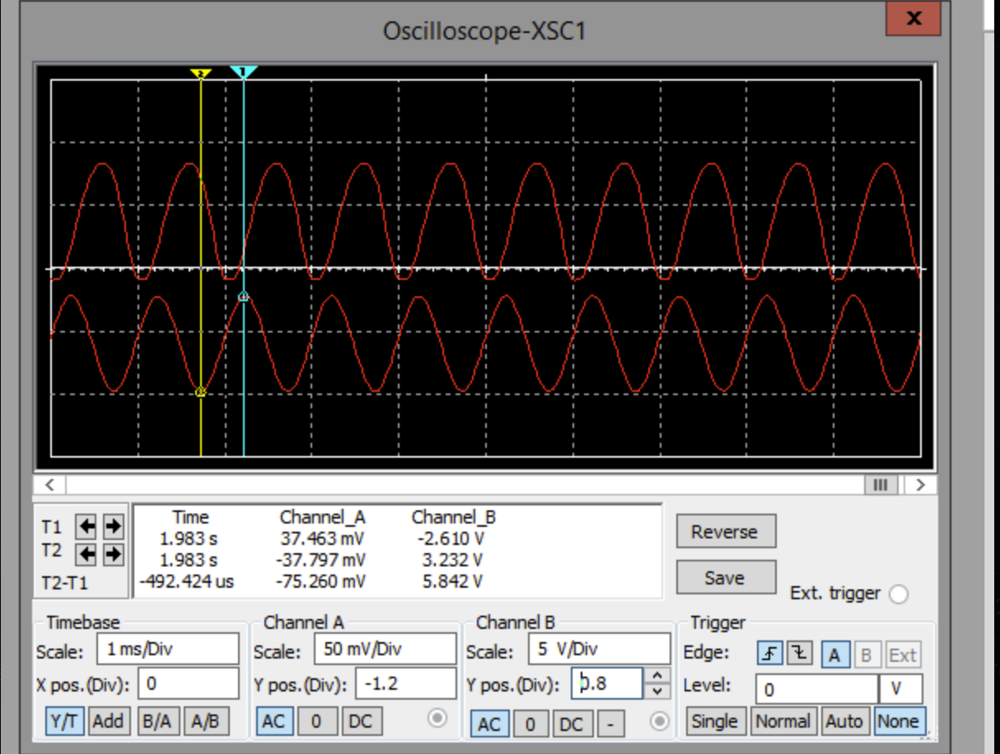 Oscilloscope-XSC1
X
2 1
T1
T2
T2-T1
Time Channel_A Channel_B
1.983 s 37.463 mV -2.610 V
1.983 s -37.797 mV 3.232 V
-492.424 us -75.260 mV 5.842 V
Reverse
Save
Ext. trigger
Timebase
Scale: 1 ms/Div
X pos.(Div): 0
Y/T Add B/A A/B
Channel A
Scale: 50 mV/Div
Y pos.(Div): -1.2
AC 0 DC
Channel B
Scale: 5 V/Div
Y pos.(Div): 0.8
AC 0 DC -
Trigger
Edge: A B Ext
Level: 0 V
Single Normal Auto None